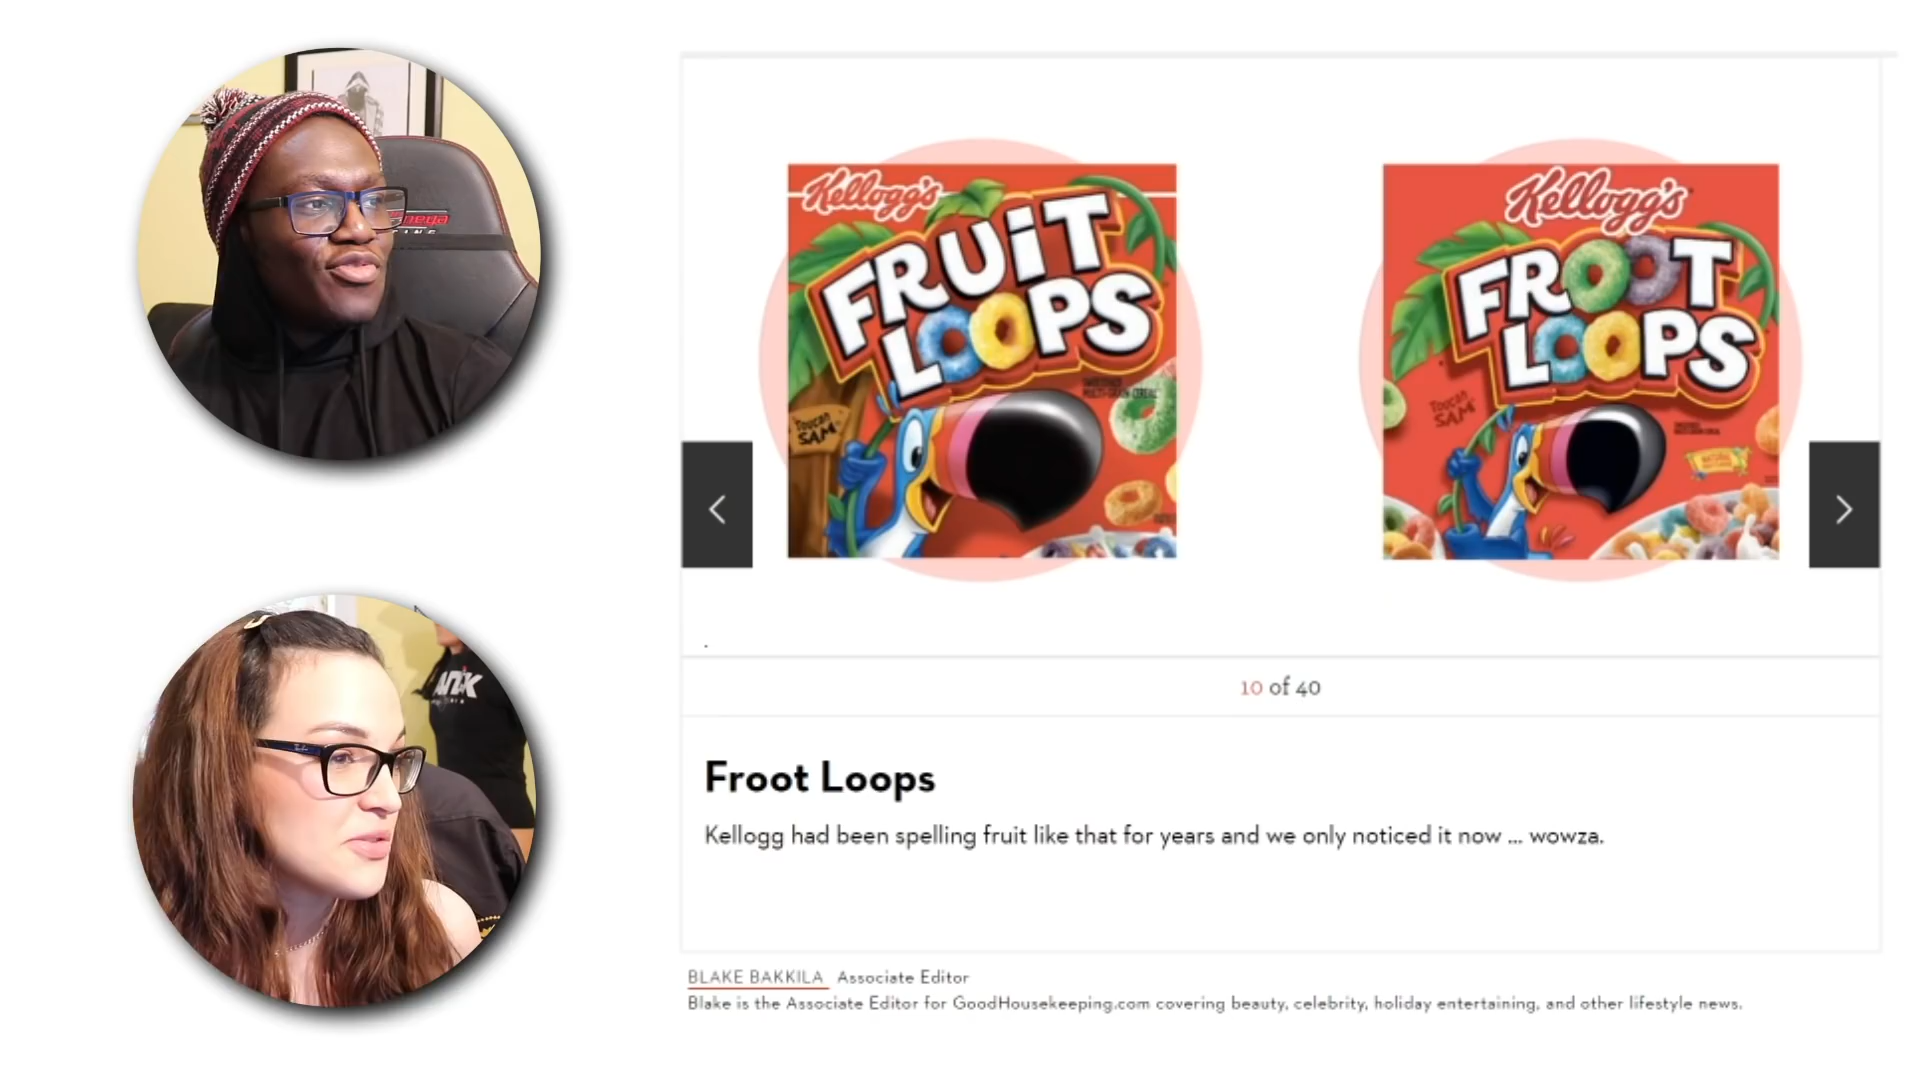 Kellogg's
FRUIT
LOOPS
TOUCAN
SAM
Kellogg's
FROOT
LOOPS
TOUCAN
SAM
10 of 40
Froot Loops
Kellogg had been spelling fruit like that for years and we only noticed it now ... wowza.
BLAKE BAKKILA Associate Editor
Blake is the Associate Editor for GoodHousekeeping.com covering beauty, celebrity, holiday entertaining, and other lifestyle news.